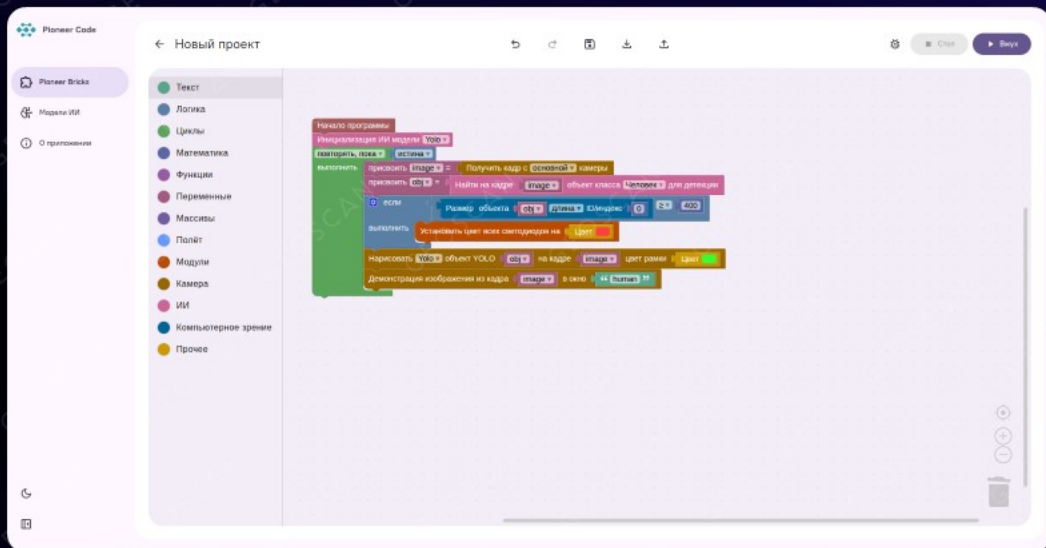 Pioneer Code
← Новый проект
Стоп
Внух
Pioneer Bricks
Модели ИИ
О приложении
Текст
Логика
Циклы
Математика
Функции
Переменные
Массивы
Полёт
Модули
Камера
ИИ
Компьютерное зрение
Прочее
Начало программы
Инициализация ИИ модели Yolo
повторять, пока истина
выполнить присвоить image = Получить кадр с основной камеры
присвоить obj = Найти на кадре image объект класса Человек для детекции
если Размер объекта obj длина ID/индекс 0 ≥ 400
выполнить Установить цвет всех светодиодов на Цвет
Нарисовать Yolo объект YOLO obj на кадре image цвет рамки Цвет
Демонстрация изображения из кадра image в окно “ human ”